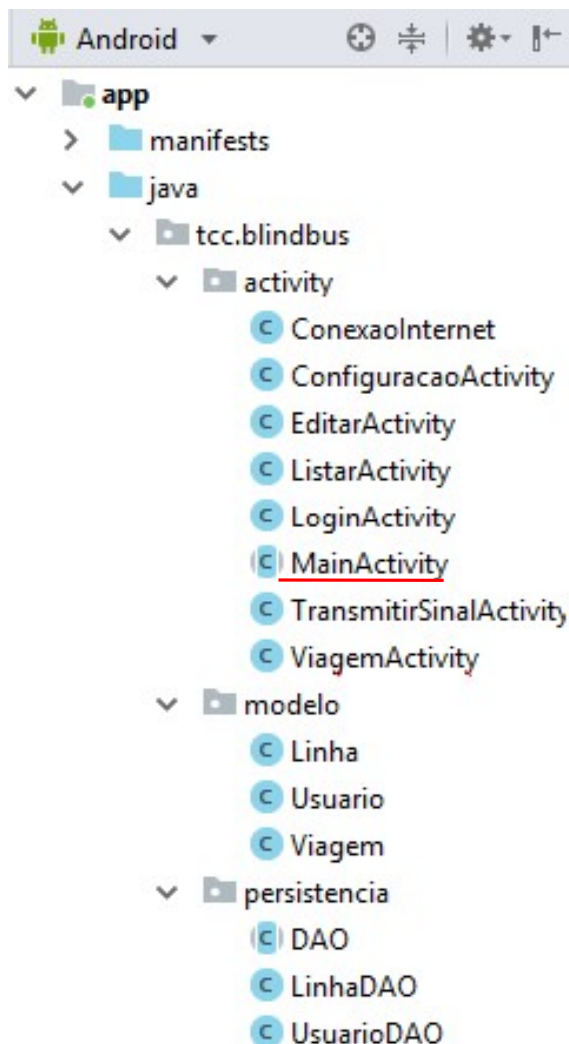 Android
app
manifests
java
tcc.blindbus
activity
C ConexaoInternet
C ConfiguracaoActivity
C EditarActivity
C ListarActivity
C LoginActivity
C MainActivity
C TransmitirSinalActivity
C ViagemActivity
modelo
C Linha
C Usuario
C Viagem
persistencia
C DAO
C LinhaDAO
C UsuarioDAO